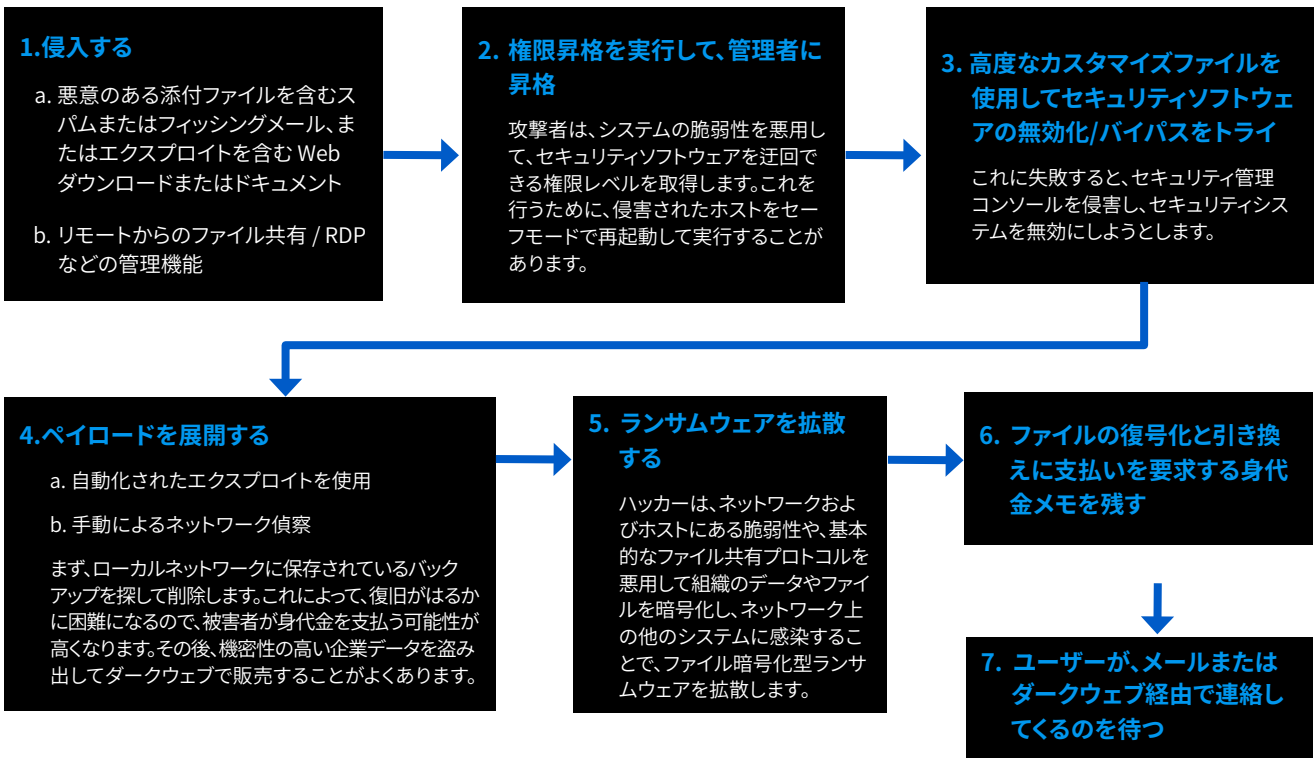 1.侵入する
a. 悪意のある添付ファイルを含むス
パムまたはフィッシングメール、ま
たはエクスプロイトを含む Web
ダウンロードまたはドキュメント
b. リモートからのファイル共有 / RDP
などの管理機能
2. 権限昇格を実行して、管理者に
昇格
攻撃者は、システムの脆弱性を悪用し
て、セキュリティソフトウェアを迂回で
きる権限レベルを取得します。これを
行うために、侵害されたホストをセー
フモードで再起動して実行することが
あります。
3. 高度なカスタマイズファイルを
使用してセキュリティソフトウェ
アの無効化/バイパスをトライ
これに失敗すると、セキュリティ管理
コンソールを侵害し、セキュリティシス
テムを無効にしようとします。
4.ペイロードを展開する
a. 自動化されたエクスプロイトを使用
b. 手動によるネットワーク偵察
まず、ローカルネットワークに保存されているバック
アップを探して削除します。これによって、復旧がはるか
に困難になるので、被害者が身代金を支払う可能性が
高くなります。その後、機密性の高い企業データを盗み
出してダークウェブで販売することがよくあります。
5. ランサムウェアを拡散
する
ハッカーは、ネットワークおよ
びホストにある脆弱性や、基本
的なファイル共有プロトコルを
悪用して組織のデータやファイ
ルを暗号化し、ネットワーク上
の他のシステムに感染するこ
とで、ファイル暗号化型ランサ
ムウェアを拡散します。
6. ファイルの復号化と引き換
えに支払いを要求する身代
金メモを残す
7. ユーザーが、メールまたは
ダークウェブ経由で連絡し
てくるのを待つ